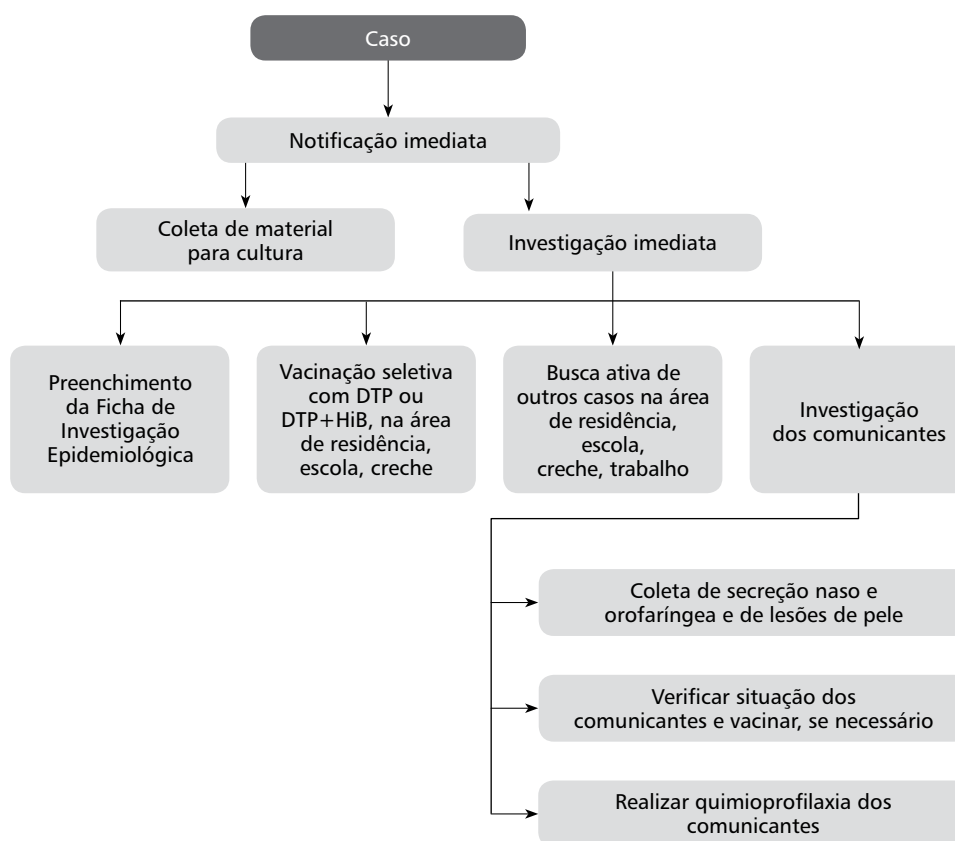 Caso
Notificação imediata
Coleta de material
para cultura
Investigação imediata
Preenchimento
da Ficha de
Investigação
Epidemiológica
Vacinação seletiva
com DTP ou
DTP+HiB, na área
de residência,
escola, creche
Busca ativa de
outros casos na área
de residência,
escola,
creche, trabalho
Investigação
dos comunicantes
Coleta de secreção naso e
orofaríngea e de lesões de pele
Verificar situação dos
comunicantes e vacinar, se necessário
Realizar quimioprofilaxia dos
comunicantes